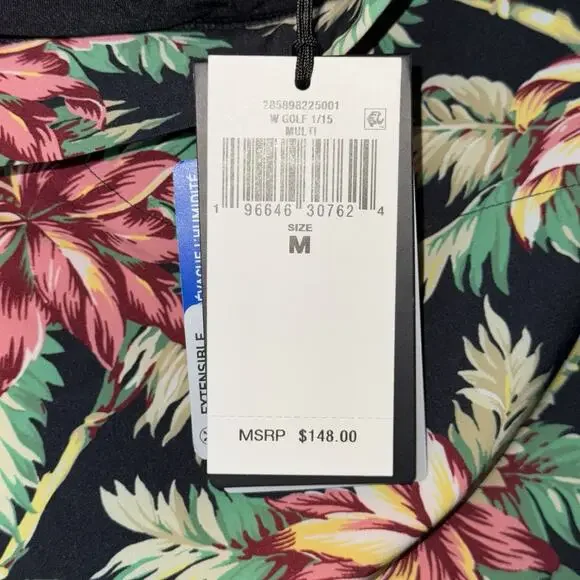 285898225001
W GOLF 1/15
MULTI
1 96646 30762 4
SIZE
M
MSRP $148.00
ÉVACUE L'HUMIDITÉ
EXTENSIBLE